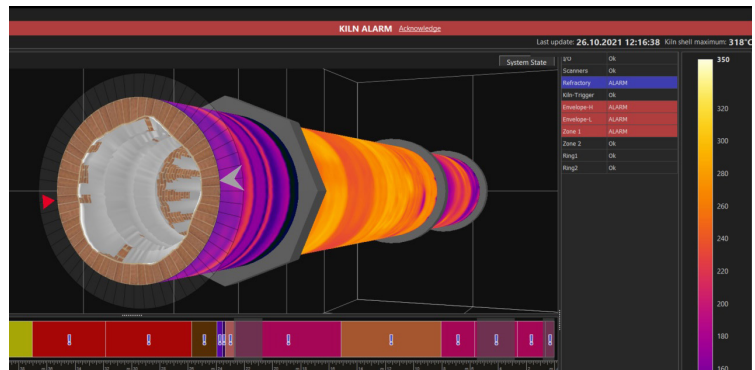 KILN ALARM Acknowledge
Last update: 26.10.2021 12:16:38 Kiln shell maximum: 318°C
System State
I/O Ok
Scanners Ok
Refractory ALARM
Kiln-Trigger Ok
Envelope-H ALARM
Envelope-L ALARM
Zone 1 ALARM
Zone 2 Ok
Ring1 Ok
Ring2 Ok
350
320
300
280
260
240
220
200
180
160